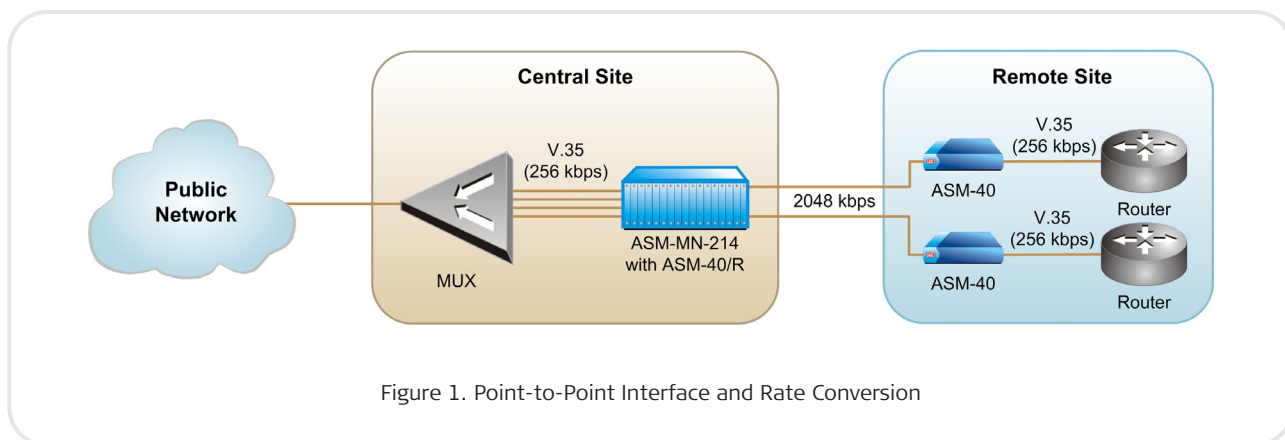 Central Site
Remote Site
Public
Network
MUX
V.35
(256 kbps)
ASM-MN-214
with ASM-40/R
2048 kbps
ASM-40
V.35
(256 kbps)
Router
ASM-40
V.35
(256 kbps)
Router
Figure 1. Point-to-Point Interface and Rate Conversion